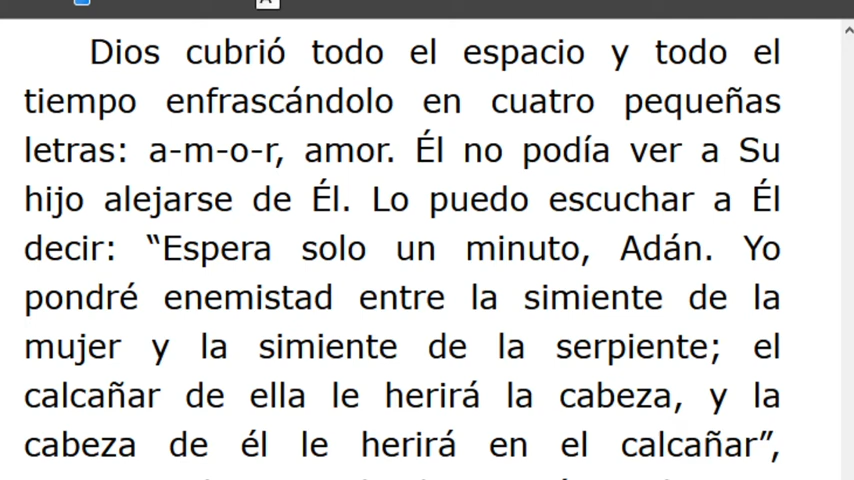 Dios cubrió todo el espacio y todo el
tiempo enfrascándolo en cuatro pequeñas
letras: a-m-o-r, amor. Él no podía ver a Su
hijo alejarse de Él. Lo puedo escuchar a Él
decir: “Espera solo un minuto, Adán. Yo
pondré enemistad entre la simiente de la
mujer y la simiente de la serpiente; el
calcañar de ella le herirá la cabeza, y la
cabeza de él le herirá en el calcañar”,